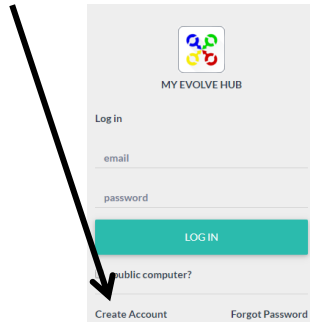 MY EVOLVE HUB
Log in
email
password
LOG IN
public computer?
Create Account Forgot Password